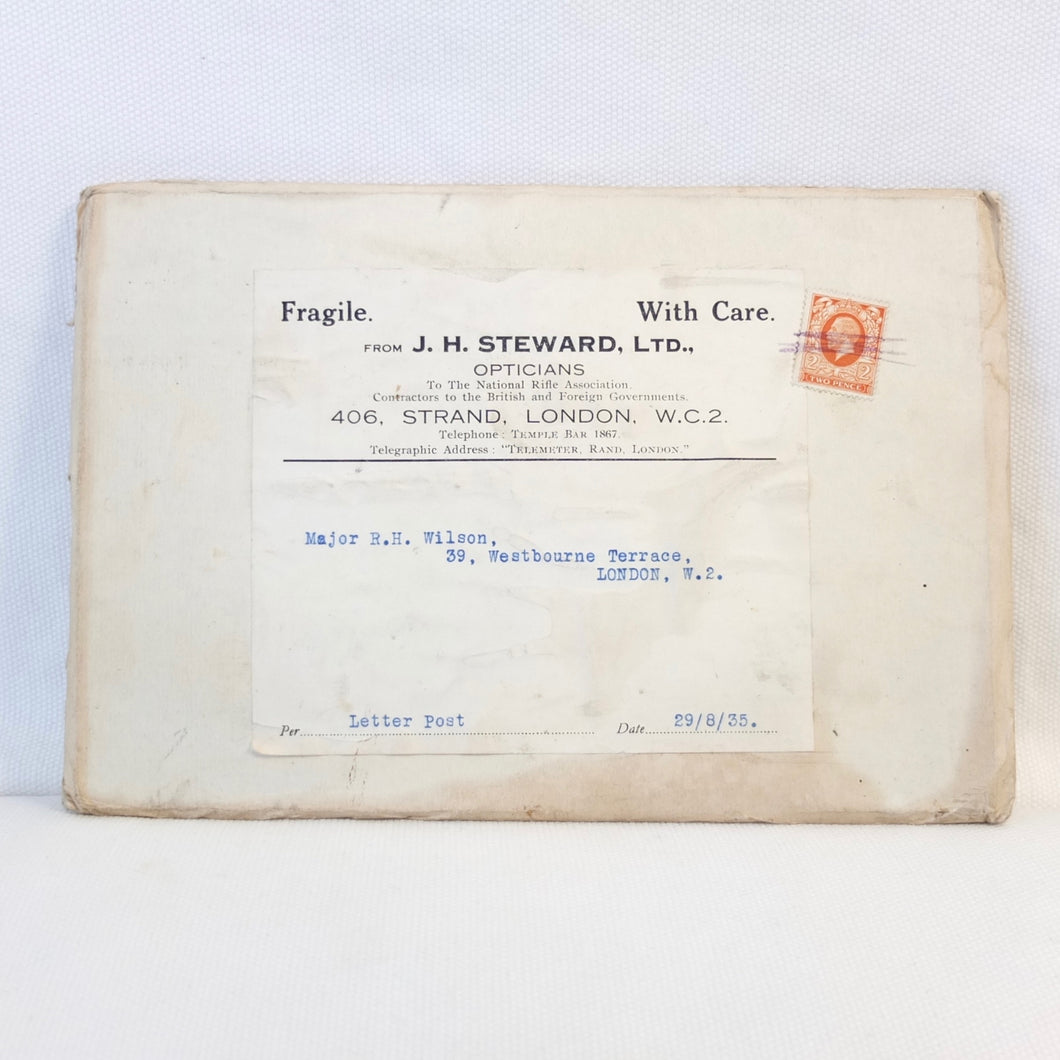 Fragile. With Care.
FROM J. H. STEWARD, LTD.,
OPTICIANS
To The National Rifle Association.
Contractors to the British and Foreign Governments.
406, STRAND, LONDON, W.C.2.
Telephone: TEMPLE BAR 1867.
Telegraphic Address: "TELEMETER, RAND, LONDON."
2 2
TWO PENCE
Major R.H. Wilson,
39, Westbourne Terrace,
LONDON, W.2.
Per Letter Post Date 29/8/35.